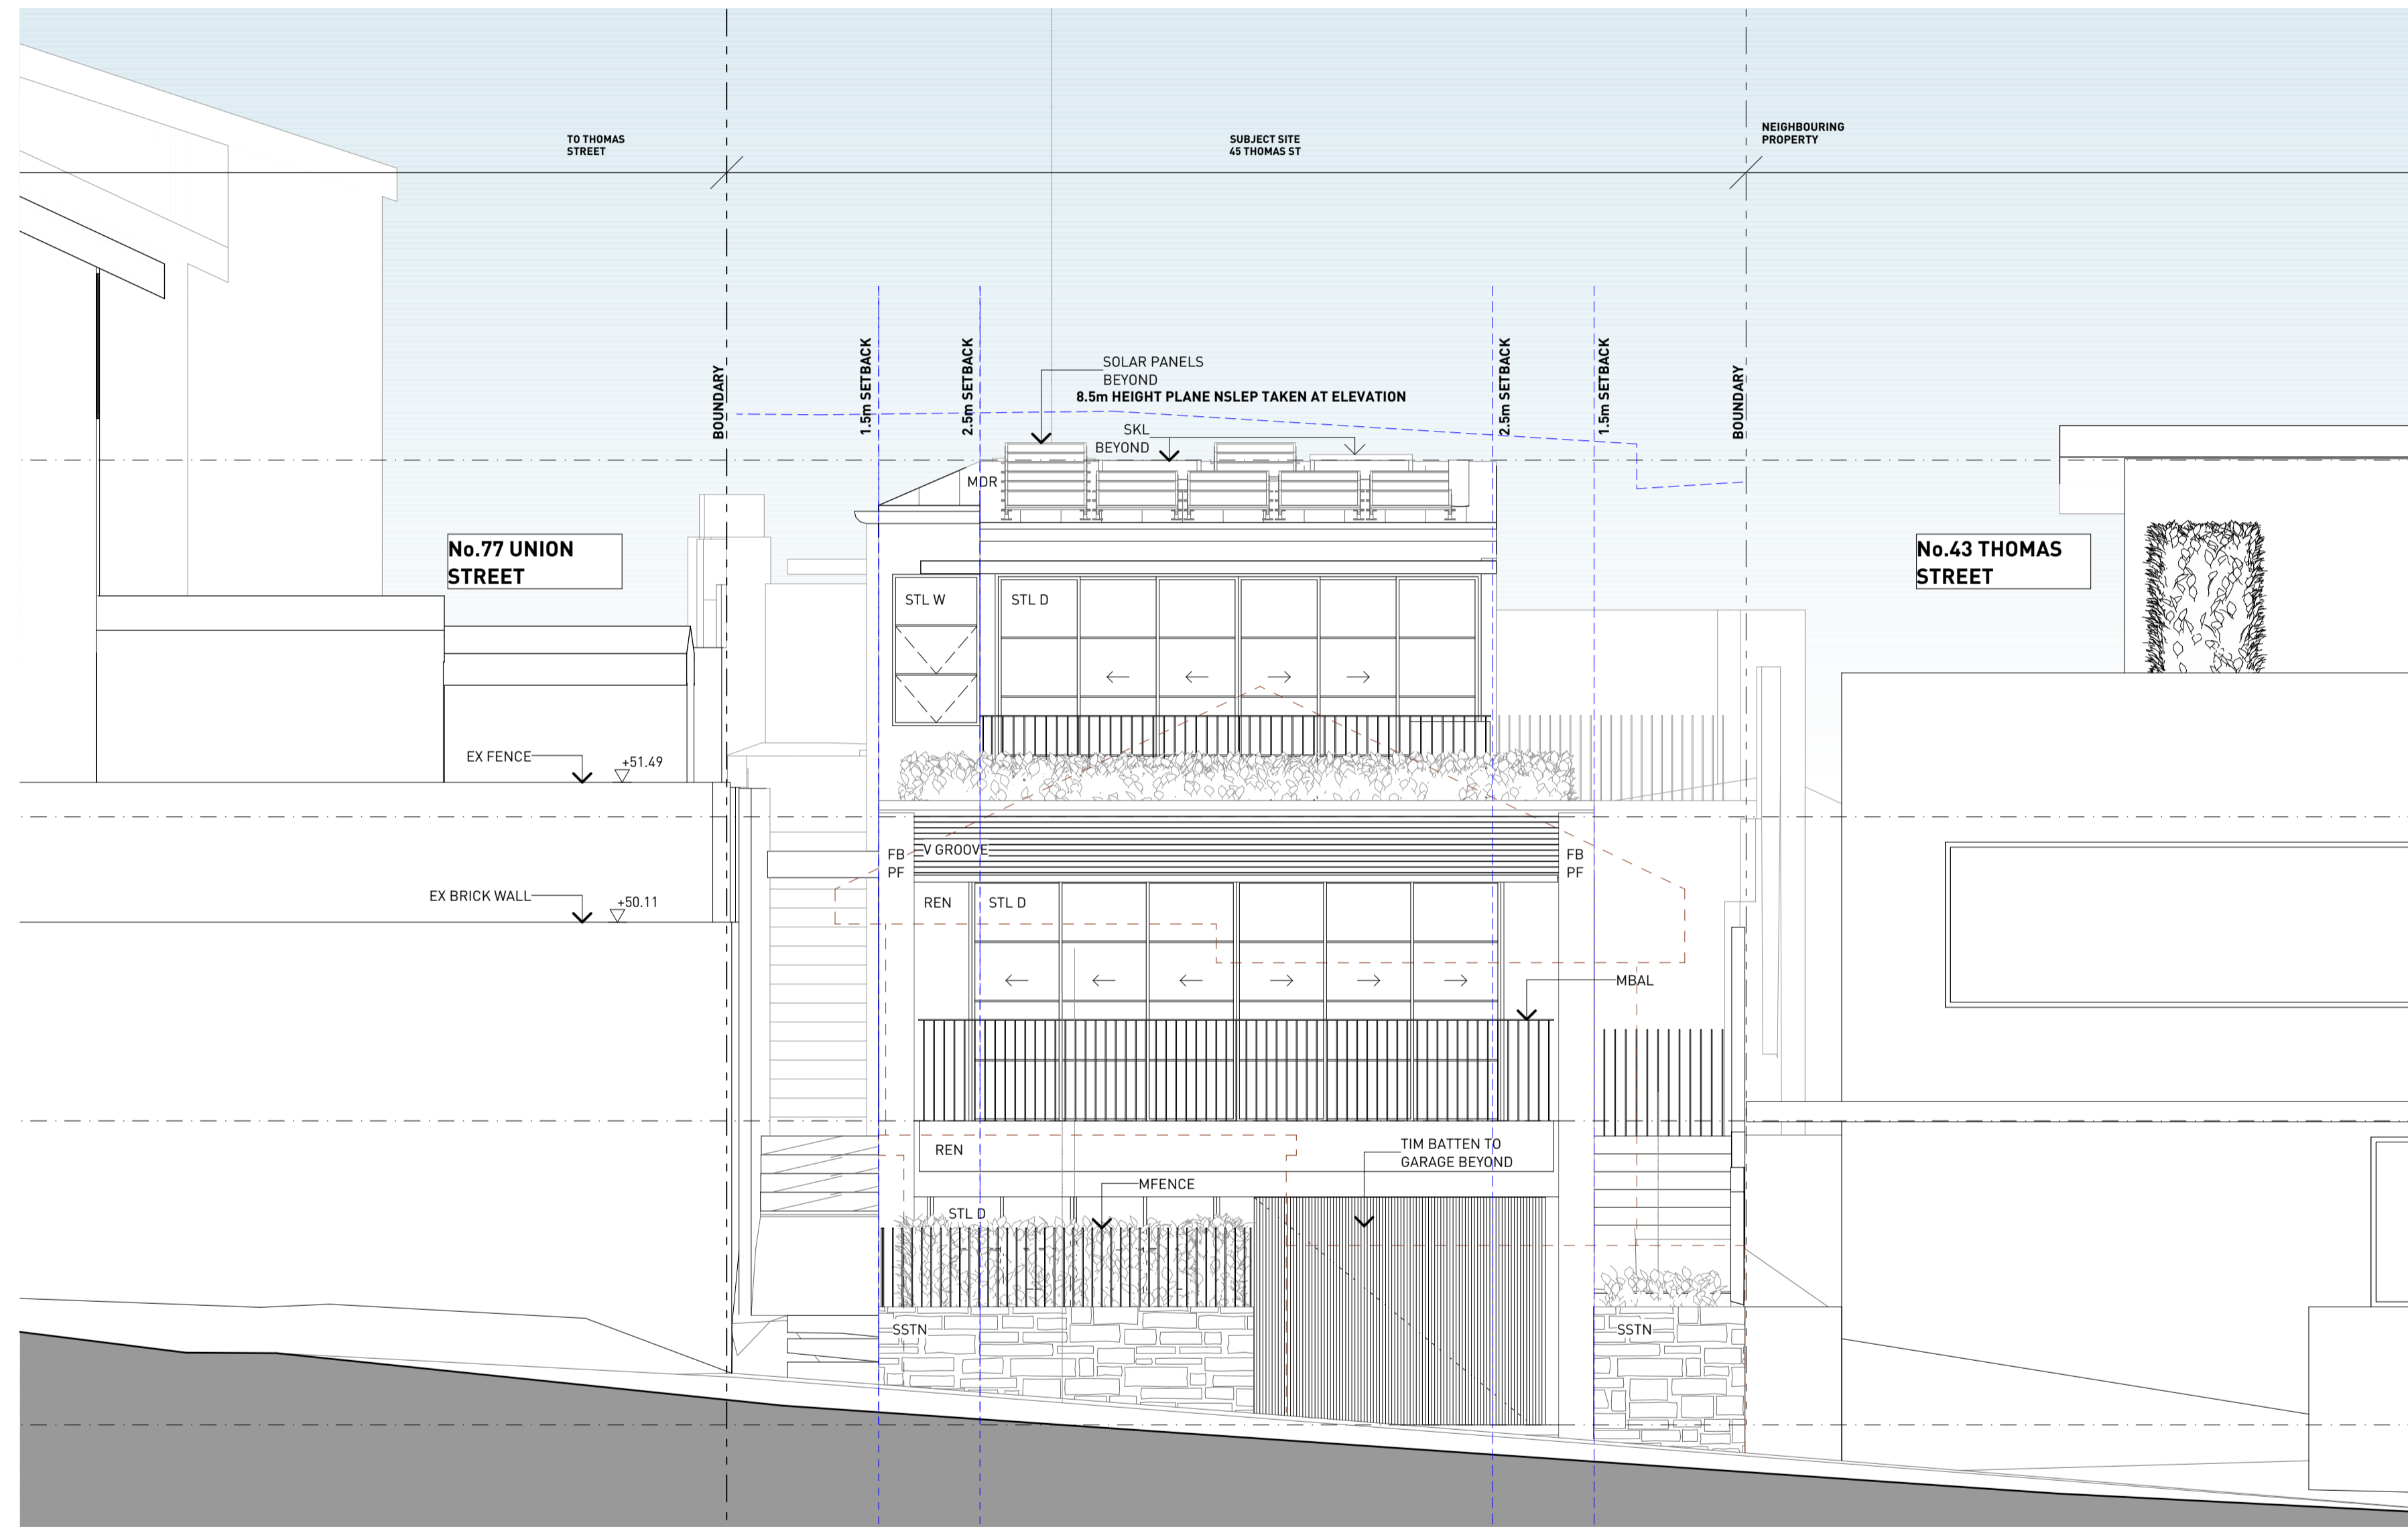 TO THOMAS
STREET
SUBJECT SITE
45 THOMAS ST
NEIGHBOURING
PROPERTY
BOUNDARY
1.5m SETBACK
2.5m SETBACK
SOLAR PANELS
BEYOND
8.5m HEIGHT PLANE NSLEP TAKEN AT ELEVATION
SKL
BEYOND
2.5m SETBACK
1.5m SETBACK
BOUNDARY
MDR
No.77 UNION
STREET
No.43 THOMAS
STREET
STL W
STL D
EX FENCE
+51.49
FB
PF
V GROOVE
FB
PF
EX BRICK WALL
+50.11
REN
STL D
MBAL
REN
TIM BATTEN TO
GARAGE BEYOND
MFENCE
STL D
SSTN
SSTN